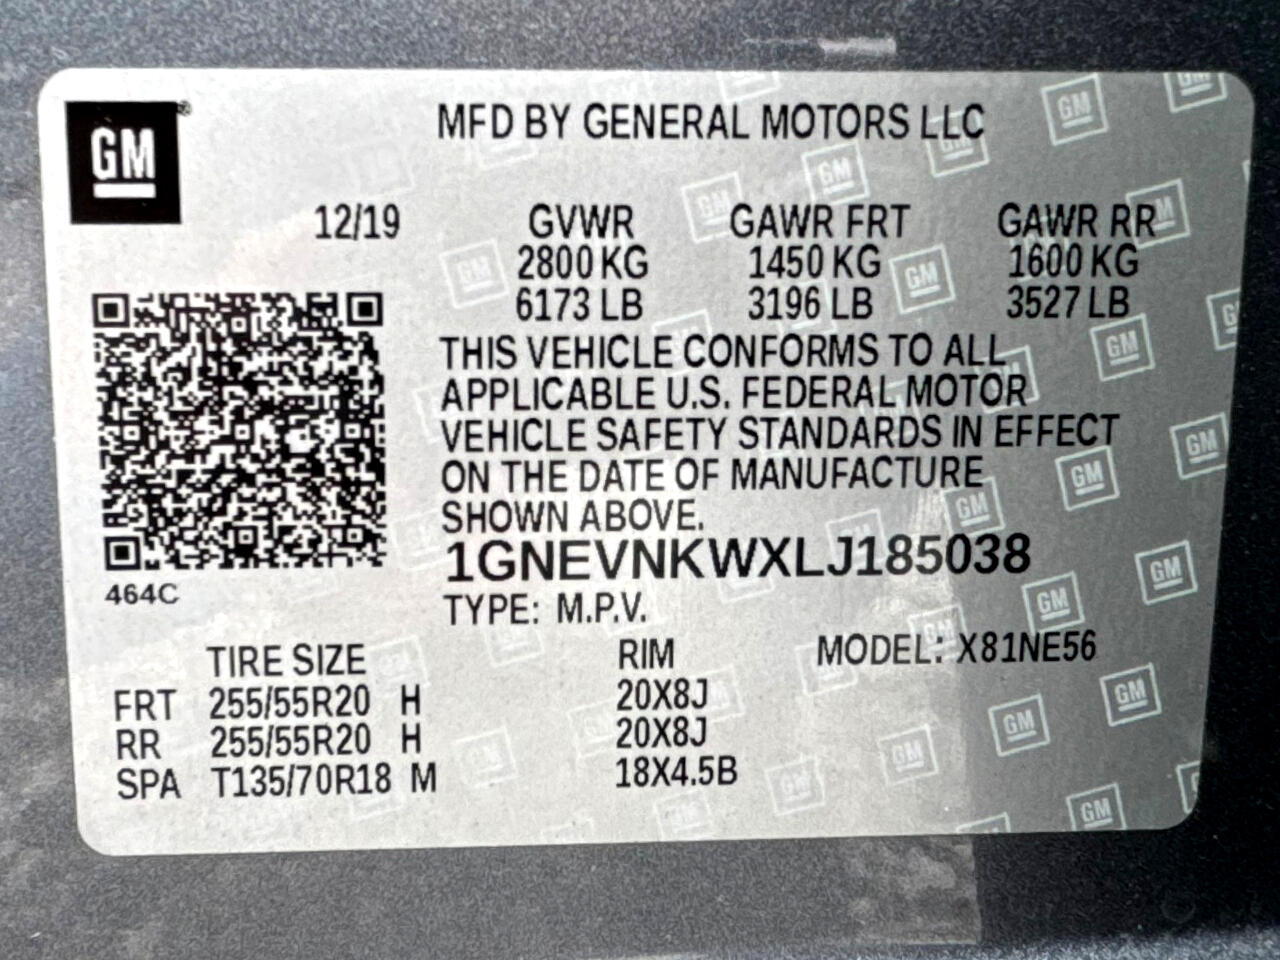 GM
MFD BY GENERAL MOTORS LLC
12/19 GVWR GAWR FRT GAWR RR
2800 KG 1450 KG 1600 KG
6173 LB 3196 LB 3527 LB
THIS VEHICLE CONFORMS TO ALL
APPLICABLE U.S. FEDERAL MOTOR
VEHICLE SAFETY STANDARDS IN EFFECT
ON THE DATE OF MANUFACTURE
SHOWN ABOVE.
1GNEVNKWXLJ185038
464C
TYPE: M.P.V.
TIRE SIZE RIM MODEL: X81NE56
FRT 255/55R20 H 20X8J
RR 255/55R20 H 20X8J
SPA T135/70R18 M 18X4.5B